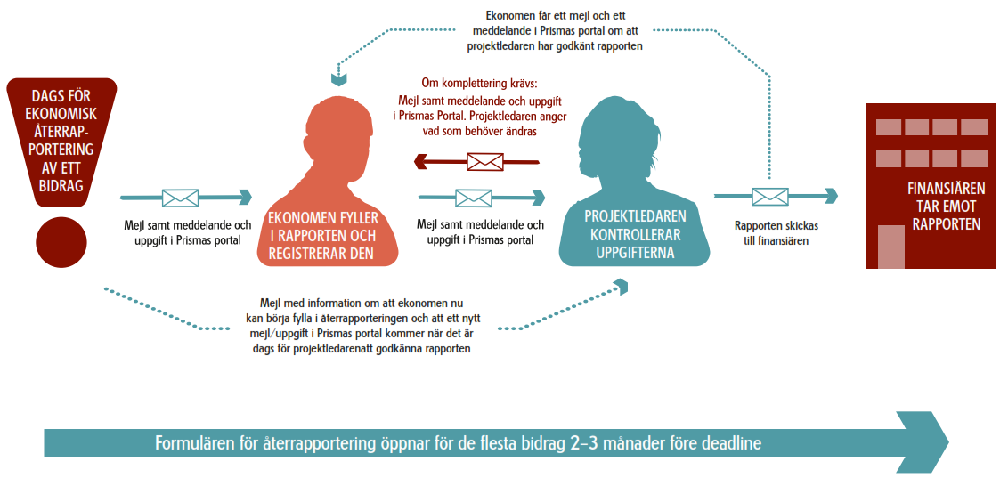 Ekonomen får ett mejl och ett
meddelande i Prismas portal om att
projektledaren har godkänt rapporten
DAGS FÖR
EKONOMISK
ÅTERRAP-
PORTERING
AV ETT
BIDRAG
Om komplettering krävs:
Mejl samt meddelande och uppgift
i Prismas Portal. Projektledaren anger
vad som behöver ändras
Mejl samt meddelande och
uppgift i Prismas portal
EKONOMEN FYLLER
I RAPPORTEN OCH
REGISTRERAR DEN
Mejl samt meddelande och
uppgift i Prismas portal
PROJEKTLEDAREN
KONTROLLERAR
UPPGIFTERNA
Rapporten skickas
till finansiären
FINANSIÄREN
TAR EMOT
RAPPORTEN
Mejl med information om att ekonomen nu
kan börja fylla i återrapporteringen och att ett nytt
mejl/uppgift i Prismas portal kommer när det är
dags för projektledarenatt godkänna rapporten
Formulären för återrapportering öppnar för de flesta bidrag 2–3 månader före deadline